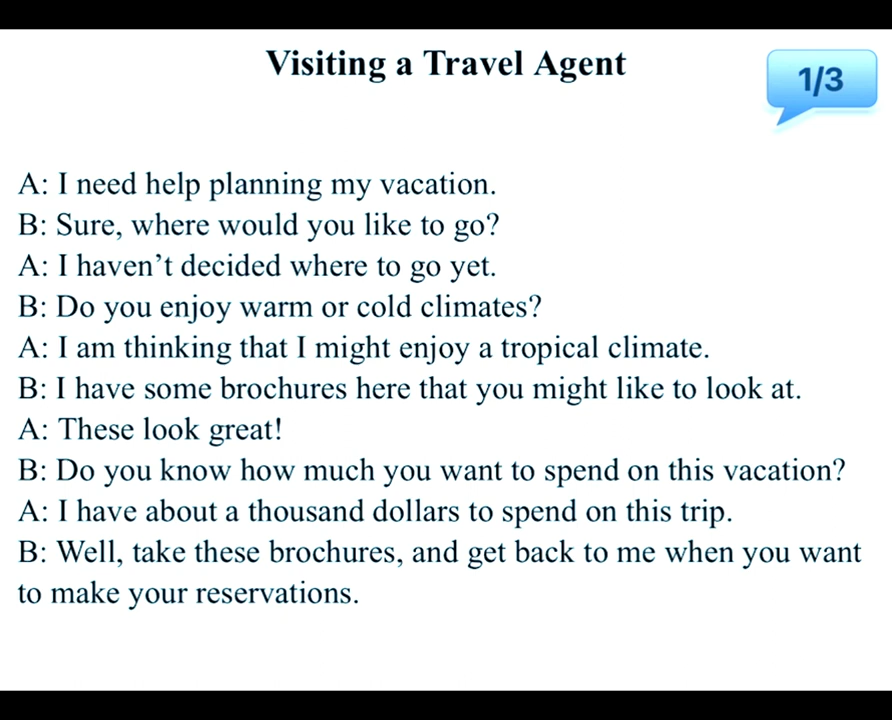 Visiting a Travel Agent
1/3
A: I need help planning my vacation.
B: Sure, where would you like to go?
A: I haven’t decided where to go yet.
B: Do you enjoy warm or cold climates?
A: I am thinking that I might enjoy a tropical climate.
B: I have some brochures here that you might like to look at.
A: These look great!
B: Do you know how much you want to spend on this vacation?
A: I have about a thousand dollars to spend on this trip.
B: Well, take these brochures, and get back to me when you want
to make your reservations.